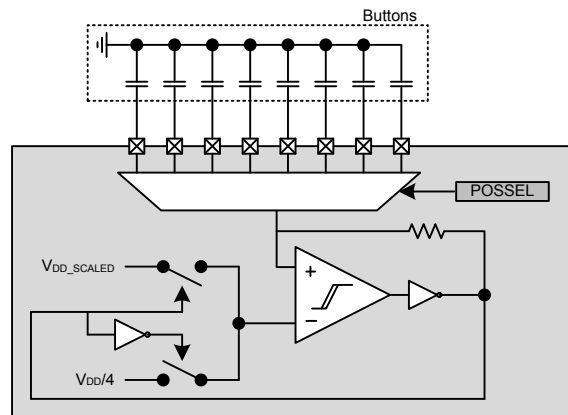 Buttons
POSSEL
VDD_SCALED
+
−
VDD/4